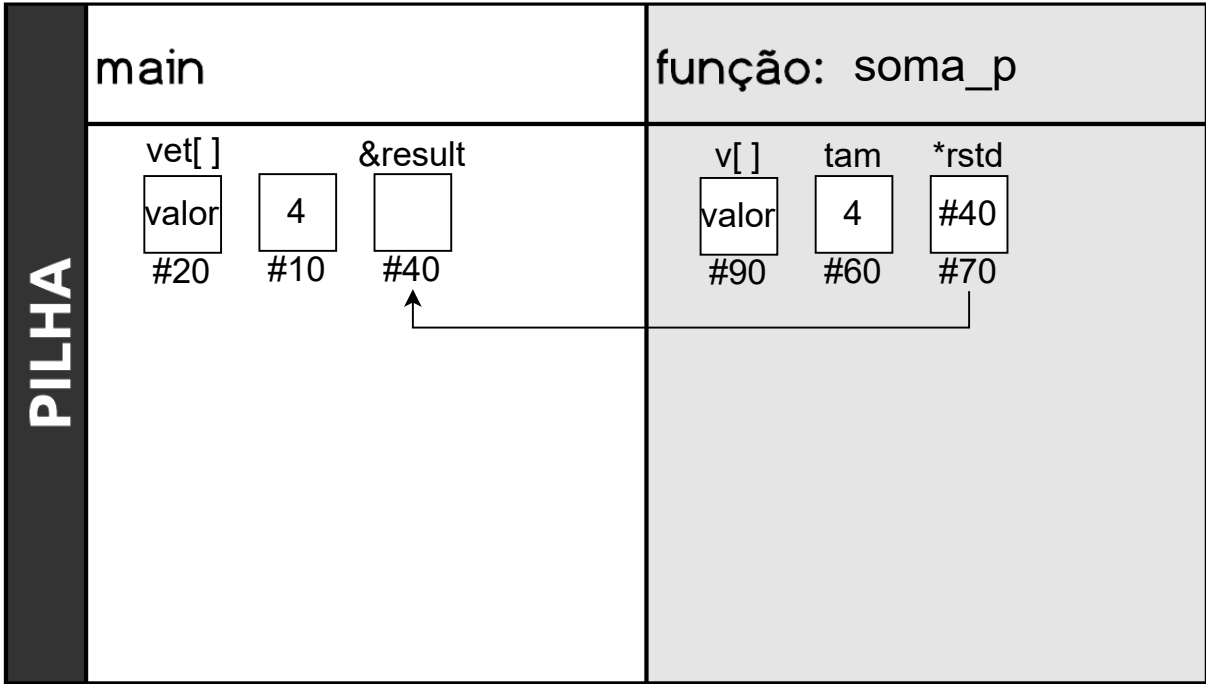 PILHA
main
função: soma_p
vet[ ] &result
valor 4
#20 #10 #40
v[ ] tam *rstd
valor 4 #40
#90 #60 #70